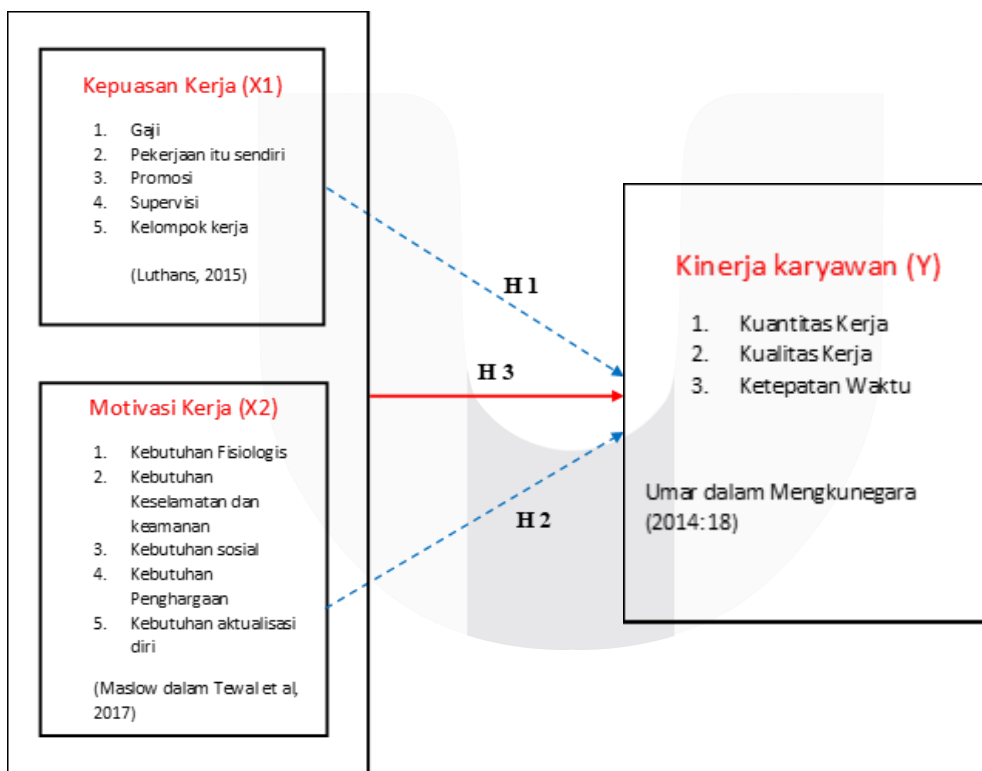 Kepuasan Kerja (X1)
1. Gaji
2. Pekerjaan itu sendiri
3. Promosi
4. Supervisi
5. Kelompok kerja
(Luthans, 2015)
Motivasi Kerja (X2)
1. Kebutuhan Fisiologis
2. Kebutuhan
Keselamatan dan
keamanan
3. Kebutuhan sosial
4. Kebutuhan
Penghargaan
5. Kebutuhan aktualisasi
diri
(Maslow dalam Tewal et al,
2017)
H 1
H 3
H 2
Kinerja karyawan (Y)
1. Kuantitas Kerja
2. Kualitas Kerja
3. Ketepatan Waktu
Umar dalam Mengkunegara
(2014:18)